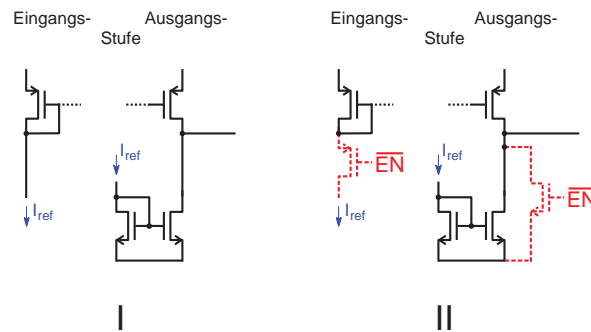 Eingangs- Ausgangs-
Stufe
Eingangs- Ausgangs-
Stufe
Iref
Iref
EN
Iref
Iref
EN
I
II